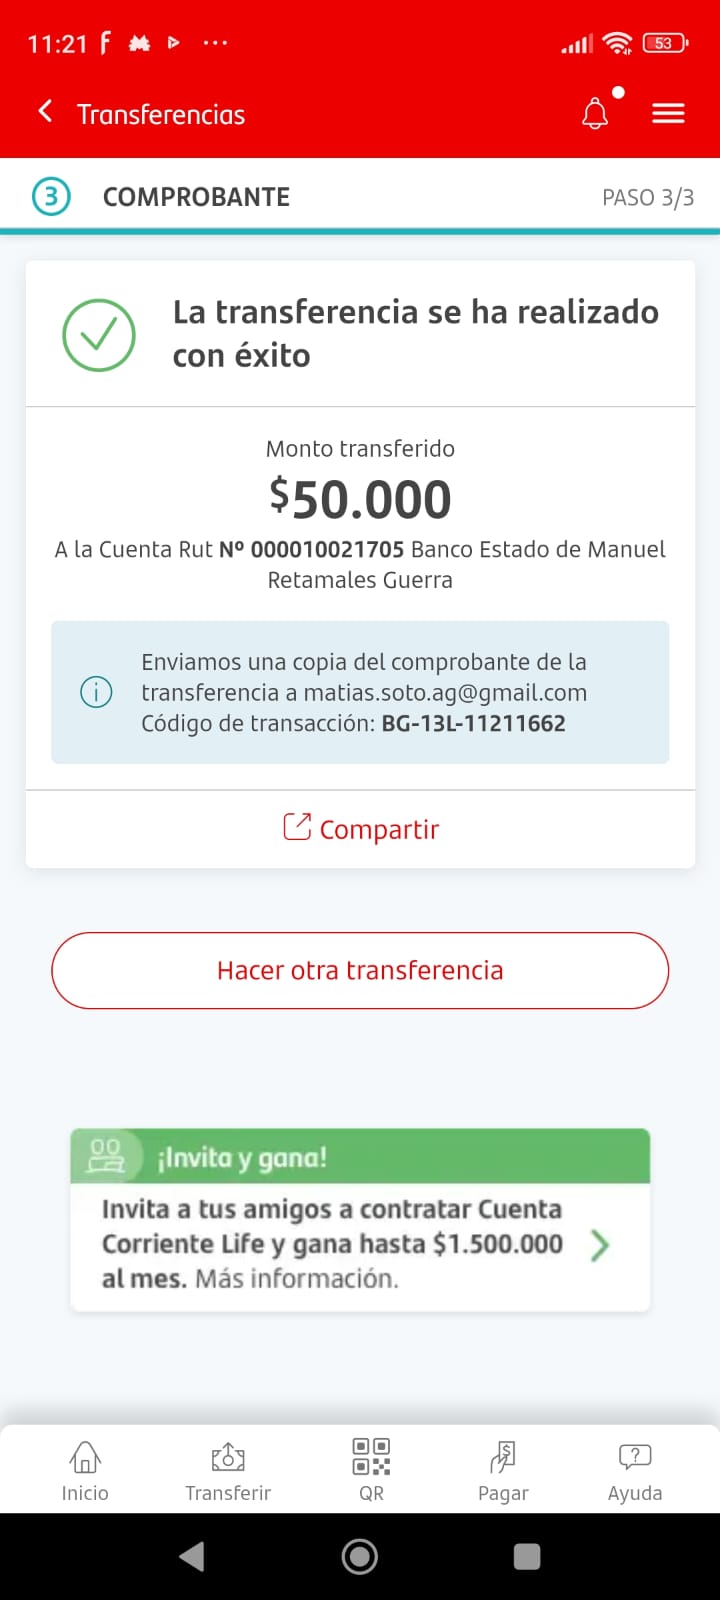 11:21
53
Transferencias
3 COMPROBANTE PASO 3/3
La transferencia se ha realizado
con éxito
Monto transferido
$50.000
A la Cuenta Rut Nº 000010021705 Banco Estado de Manuel
Retamales Guerra
Enviamos una copia del comprobante de la
transferencia a matias.soto.ag@gmail.com
Código de transacción: BG-13L-11211662
Compartir
Hacer otra transferencia
¡Invita y gana!
Invita a tus amigos a contratar Cuenta
Corriente Life y gana hasta $1.500.000
al mes. Más información.
Inicio Transferir QR Pagar Ayuda